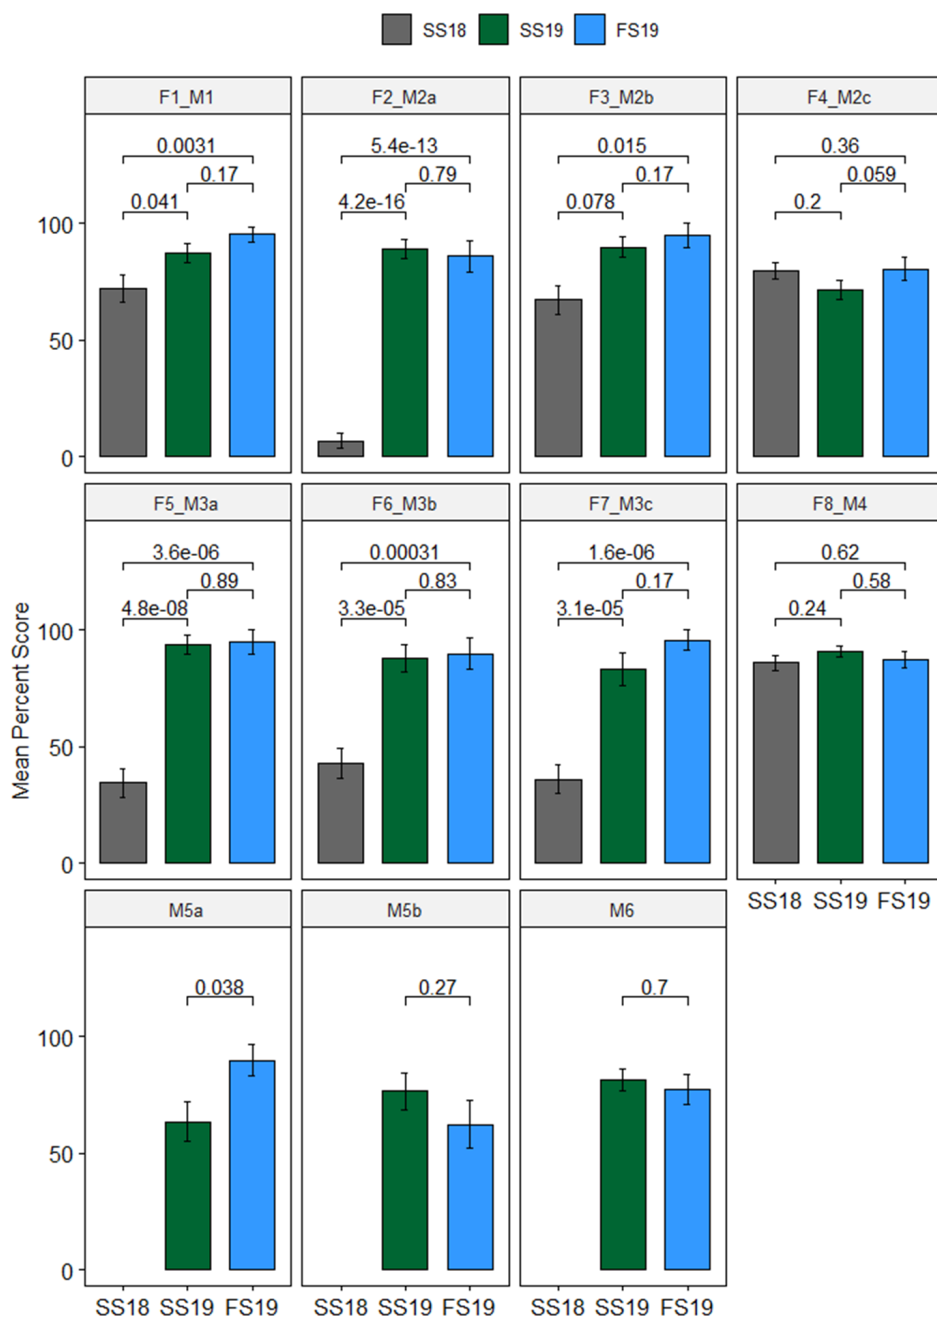 SS18 SS19 FS19
F1_M1 F2_M2a F3_M2b F4_M2c
0.0031 5.4e-13 0.015 0.36
0.17 0.79 0.17 0.059
0.041 4.2e-16 0.078 0.2
100
50
0
F5_M3a F6_M3b F7_M3c F8_M4
3.6e-06 0.00031 1.6e-06 0.62
0.89 0.83 0.17 0.58
4.8e-08 3.3e-05 3.1e-05 0.24
100
50
0
Mean Percent Score
SS18 SS19 FS19
M5a M5b M6
0.038 0.27 0.7
100
50
0
SS18 SS19 FS19 SS18 SS19 FS19 SS18 SS19 FS19